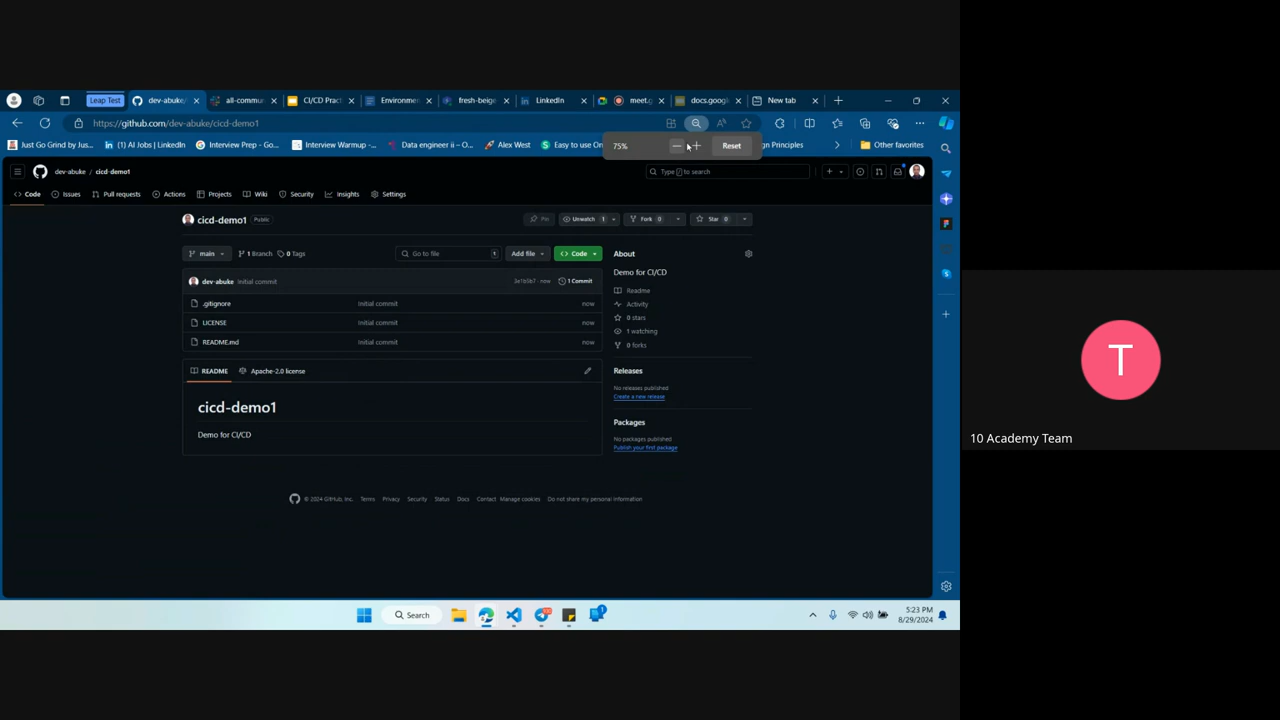 Leap Test
dev-abuke/
all-commun
CI/CD Pract
Environme
fresh-beige
LinkedIn
meet.g
docs.googl
New tab
https://github.com/dev-abuke/cicd-demo1
Just Go Grind by Jus...
(1) AI Jobs | LinkedIn
Interview Prep - Go...
Interview Warmup -...
Data engineer ii – O...
Alex West
Easy to use On
75%
Reset
gn Principles
Other favorites
dev-abuke / cicd-demo1
Type / to search
Code
Issues
Pull requests
Actions
Projects
Wiki
Security
Insights
Settings
cicd-demo1
Public
Pin
Unwatch 1
Fork 0
Star 0
main
1 Branch
0 Tags
Go to file
Add file
Code
About
Demo for CI/CD
dev-abuke Initial commit
now
1 Commit
.gitignore Initial commit now
LICENSE Initial commit now
README.md Initial commit now
Readme
Activity
0 stars
1 watching
0 forks
README
Apache-2.0 license
Releases
No releases published
Create a new release
cicd-demo1
Demo for CI/CD
Packages
No packages published
Publish your first package
© 2024 GitHub, Inc. Terms Privacy Security Status Docs Contact Manage cookies Do not share my personal information
Search
5:23 PM
8/29/2024
T
10 Academy Team